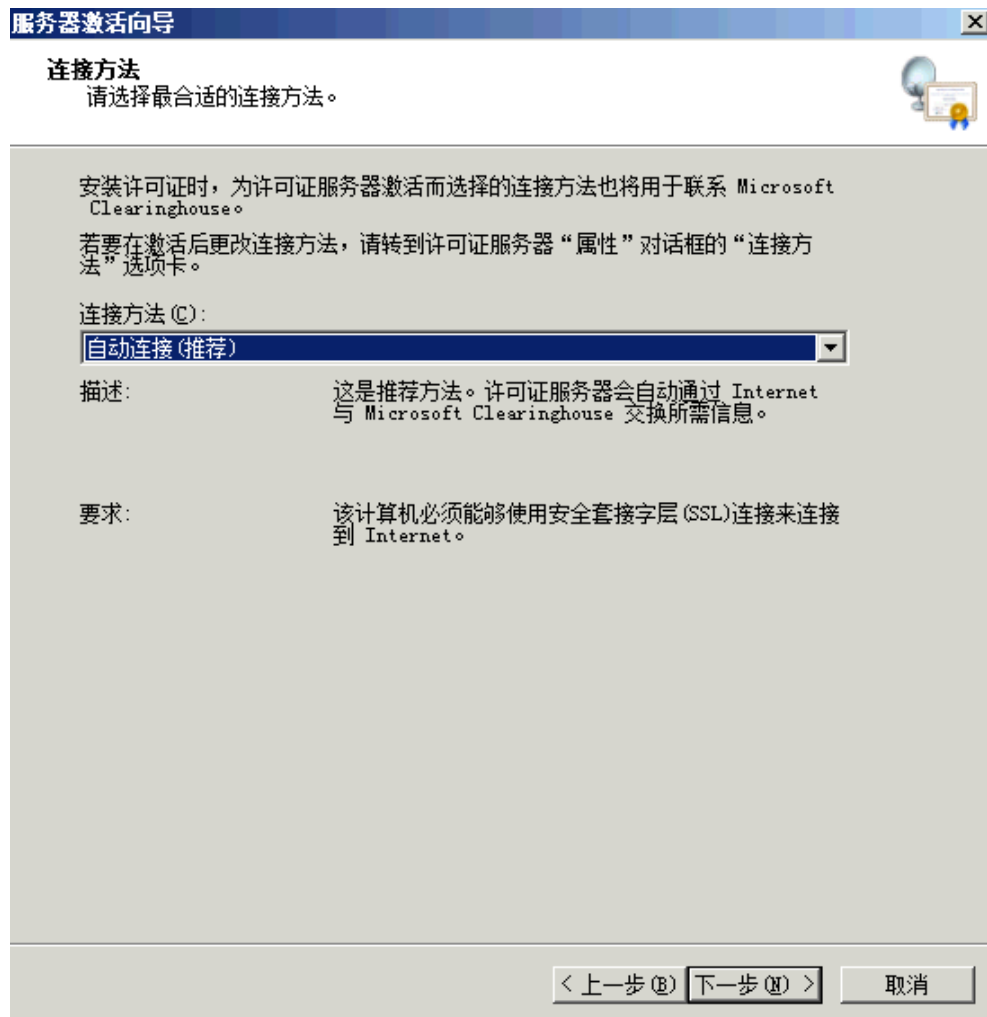 服务器激活向导
连接方法
请选择最合适的连接方法。
安装许可证时，为许可证服务器激活而选择的连接方法也将用于联系 Microsoft
Clearinghouse。
若要在激活后更改连接方法，请转到许可证服务器“属性”对话框的“连接方
法”选项卡。
连接方法(C):
自动连接(推荐)
描述:
这是推荐方法。许可证服务器会自动通过 Internet
与 Microsoft Clearinghouse 交换所需信息。
要求:
该计算机必须能够使用安全套接字层(SSL)连接来连接
到 Internet。
< 上一步(B) 下一步(N) > 取消